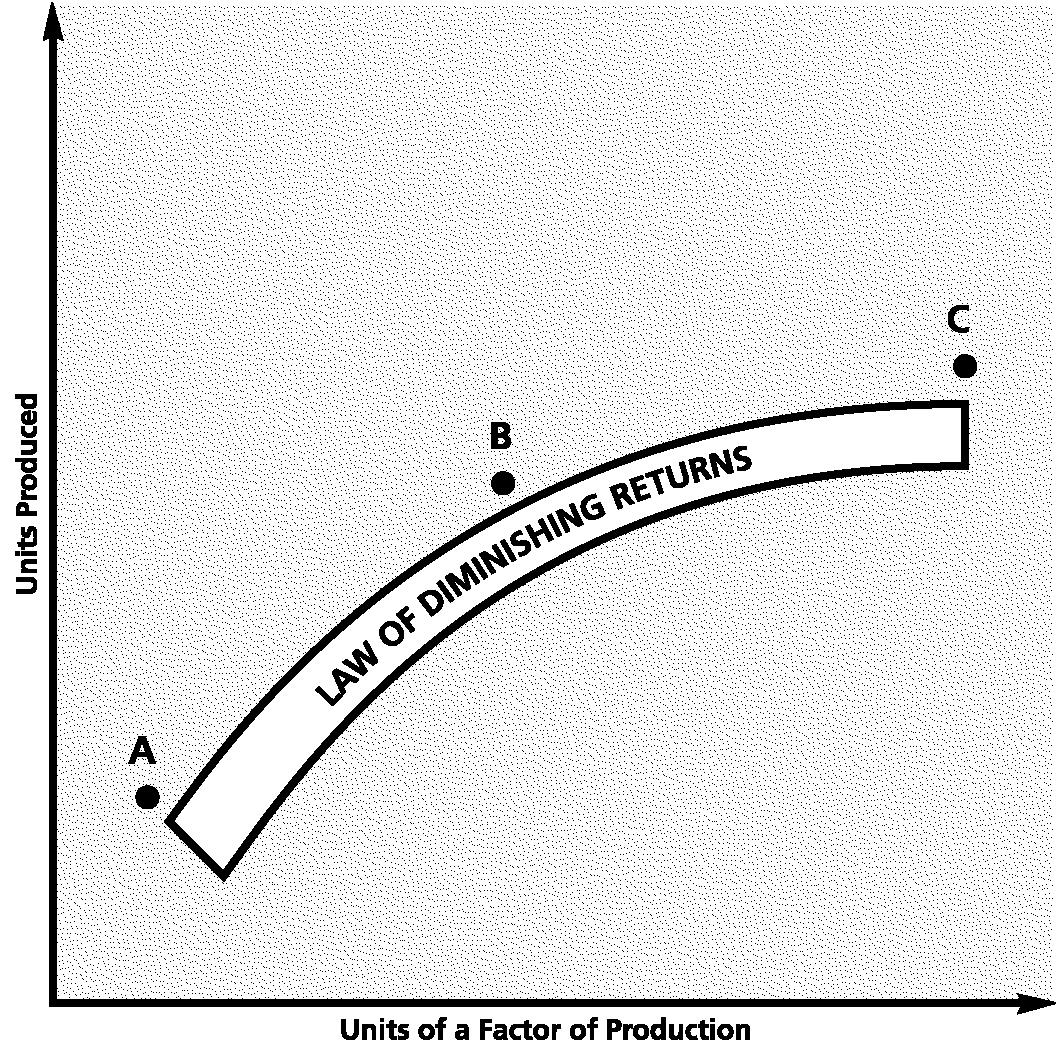 C
B
LAW OF DIMINISHING RETURNS
A
Units Produced
Units of a Factor of Production